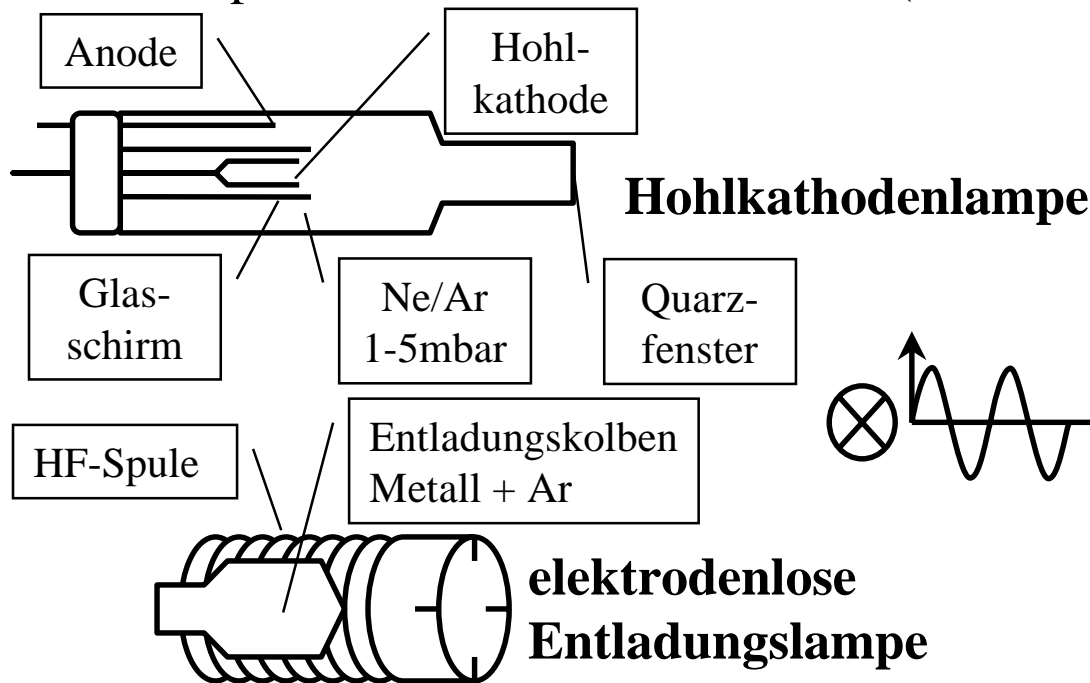 Anode
Hohl-
kathode
Hohlkathodenlampe
Glas-
schirm
Ne/Ar
1-5mbar
Quarz-
fenster
HF-Spule
Entladungskolben
Metall + Ar
elektrodenlose
Entladungslampe